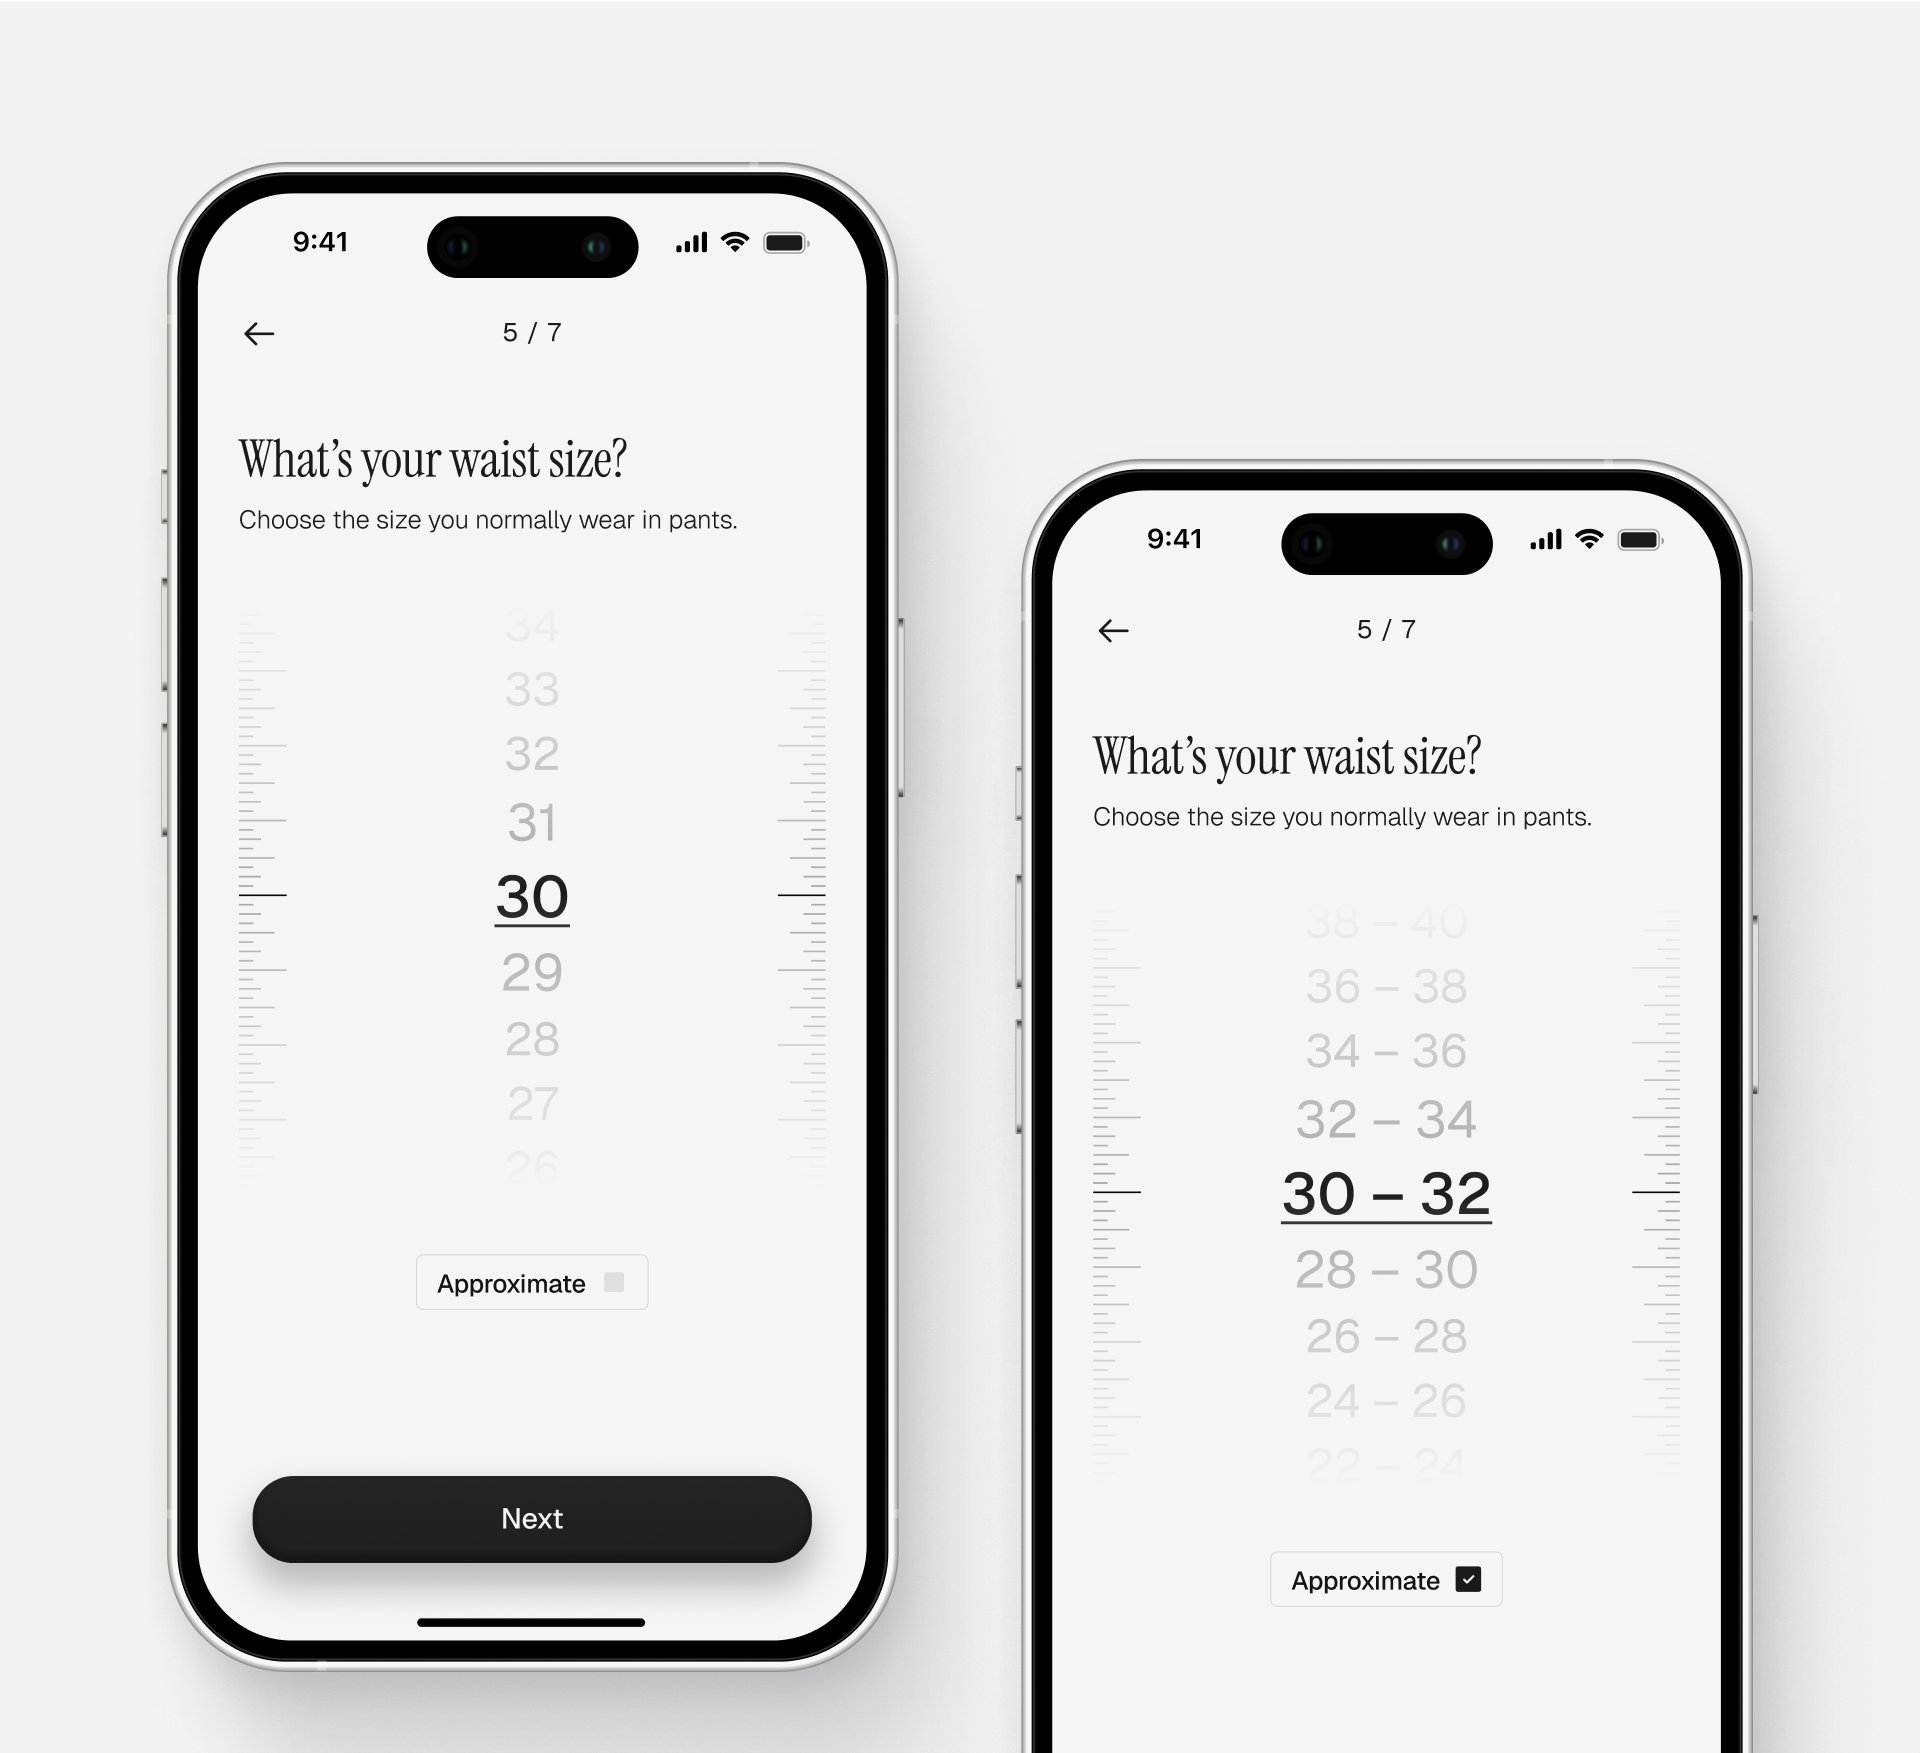 9:41
5 / 7
What’s your waist size?
Choose the size you normally wear in pants.
34
33
32
31
30
29
28
27
26
Approximate
Next
9:41
5 / 7
What’s your waist size?
Choose the size you normally wear in pants.
38 – 40
36 – 38
34 – 36
32 – 34
30 – 32
28 – 30
26 – 28
24 – 26
22 – 24
Approximate